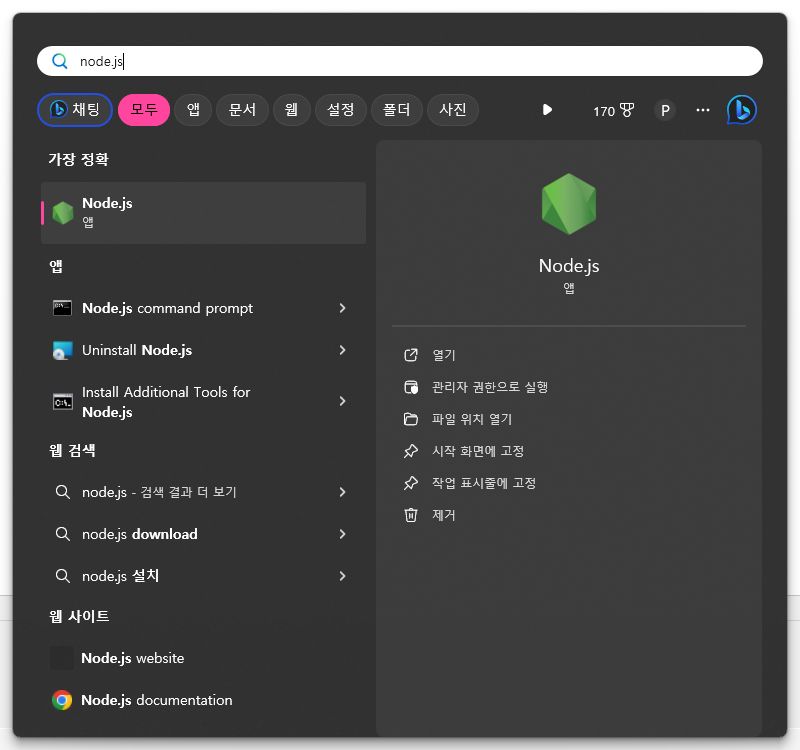 node.js
채팅
모두
앱
문서
웹
설정
폴더
사진
170
P
가장 정확
Node.js
앱
앱
Node.js command prompt
Uninstall Node.js
Install Additional Tools for
Node.js
웹 검색
node.js - 검색 결과 더 보기
node.js download
node.js 설치
웹 사이트
Node.js website
Node.js documentation
Node.js
앱
열기
관리자 권한으로 실행
파일 위치 열기
시작 화면에 고정
작업 표시줄에 고정
제거